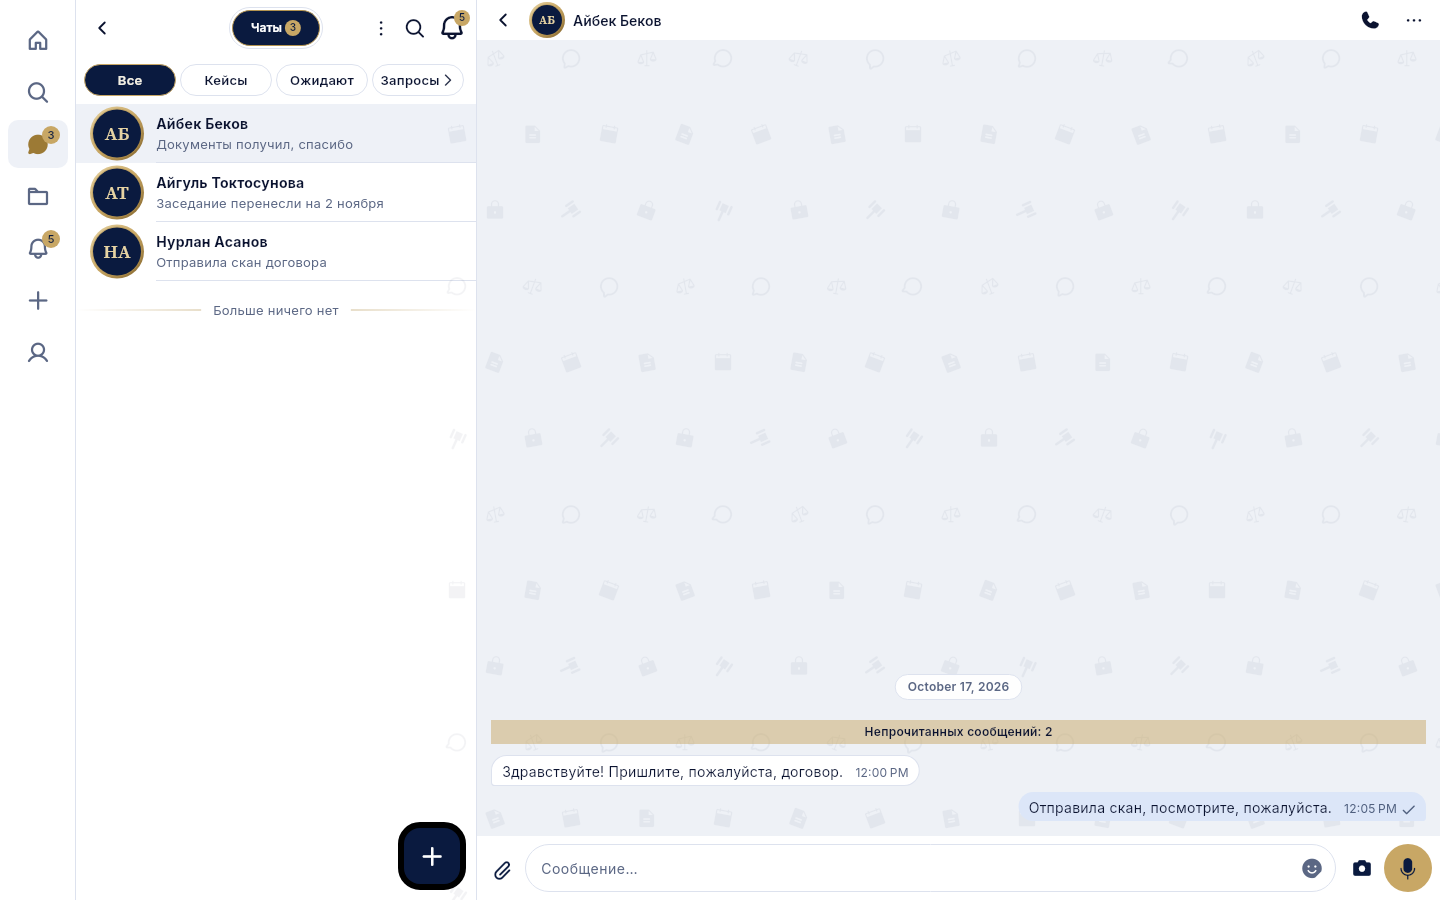 3
5
Чаты 3
5
Все
Кейсы
Ожидают
Запросы
АБ
Айбек Беков
Документы получил, спасибо
АТ
Айгуль Токтосунова
Заседание перенесли на 2 ноября
НА
Нурлан Асанов
Отправила скан договора
Больше ничего нет
АБ
Айбек Беков
October 17, 2026
Непрочитанных сообщений: 2
Здравствуйте! Пришлите, пожалуйста, договор. 12:00 PM
Отправила скан, посмотрите, пожалуйста. 12:05 PM
Сообщение...